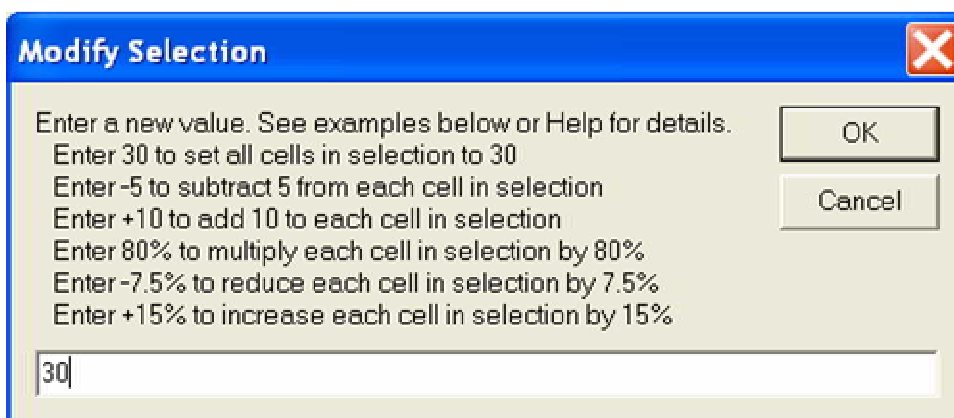 Modify Selection
Enter a new value. See examples below or Help for details.
Enter 30 to set all cells in selection to 30
Enter -5 to subtract 5 from each cell in selection
Enter +10 to add 10 to each cell in selection
Enter 80% to multiply each cell in selection by 80%
Enter -7.5% to reduce each cell in selection by 7.5%
Enter +15% to increase each cell in selection by 15%
OK
Cancel
30